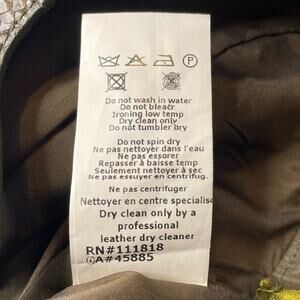 P
Do not wash in water
Do not bleacr
Ironing low temp
Dry clean only
Do not tumbler dry
Do not spin dry
Ne pas nettoyer dans l'eau
Ne pas essorer
Repasser à baisse temp
Seulement nettoyer à sec
Ne pas essuyer en centrifug.
Ne pas centrifuger
Nettoyer en centre specialise
Dry clean only by a
professional
leather dry cleaner
RN#111818
CA#45885